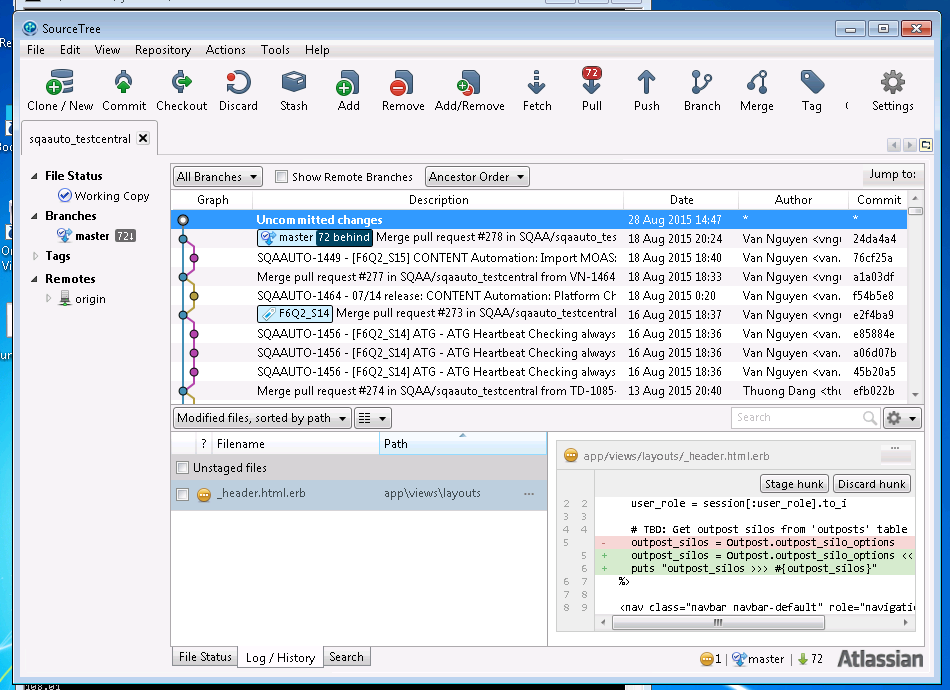 SourceTree
File Edit View Repository Actions Tools Help
72
Clone / New Commit Checkout Discard Stash Add Remove Add/Remove Fetch Pull Push Branch Merge Tag Settings
sqaauto_testcentral
File Status
Working Copy
Branches
master 72↓
Tags
Remotes
origin
All Branches Show Remote Branches Ancestor Order Jump to:
Graph Description Date Author Commit
Uncommitted changes 28 Aug 2015 14:47 * *
master 72 behind Merge pull request #278 in SQAA/sqaauto_tes 18 Aug 2015 20:24 Van Nguyen <vngu 24da4a4
SQAAUTO-1449 - [F6Q2_S15] CONTENT Automation: Import MOAS: 18 Aug 2015 18:40 Van Nguyen <van. 76cf25a
Merge pull request #277 in SQAA/sqaauto_testcentral from VN-1464 18 Aug 2015 18:33 Van Nguyen <vngu a1a03df
SQAAUTO-1464 - 07/14 release: CONTENT Automation: Platform Ch 18 Aug 2015 0:20 Van Nguyen <van. f54b5e8
F6Q2_S14 Merge pull request #273 in SQAA/sqaauto_testcentral 16 Aug 2015 18:37 Van Nguyen <vngu e2f4ba9
SQAAUTO-1456 - [F6Q2_S14] ATG - ATG Heartbeat Checking always 16 Aug 2015 18:36 Van Nguyen <van. e85884e
SQAAUTO-1456 - [F6Q2_S14] ATG - ATG Heartbeat Checking always 16 Aug 2015 18:36 Van Nguyen <van. a06d07b
SQAAUTO-1456 - [F6Q2_S14] ATG - ATG Heartbeat Checking always 16 Aug 2015 18:36 Van Nguyen <van. 45b20a5
Merge pull request #274 in SQAA/sqaauto_testcentral from TD-1085- 13 Aug 2015 20:40 Thuong Dang <thu efb022b
Modified files, sorted by path Search
? Filename Path
Unstaged files
_header.html.erb app\views\layouts ...
app/views/layouts/_header.html.erb ...
Stage hunk Discard hunk
2 2 user_role = session[:user_role].to_i
3 3
4 4 # TBD: Get outpost silos from 'outposts' table
5 - outpost_silos = Outpost.outpost_silo_options
5 + outpost_silos = Outpost.outpost_silo_options <<
6 + puts "outpost_silos >>> #{outpost_silos}"
6 7 %>
7 8
8 9 <nav class="navbar navbar-default" role="navigati
File Status Log / History Search
1 master 72 Atlassian